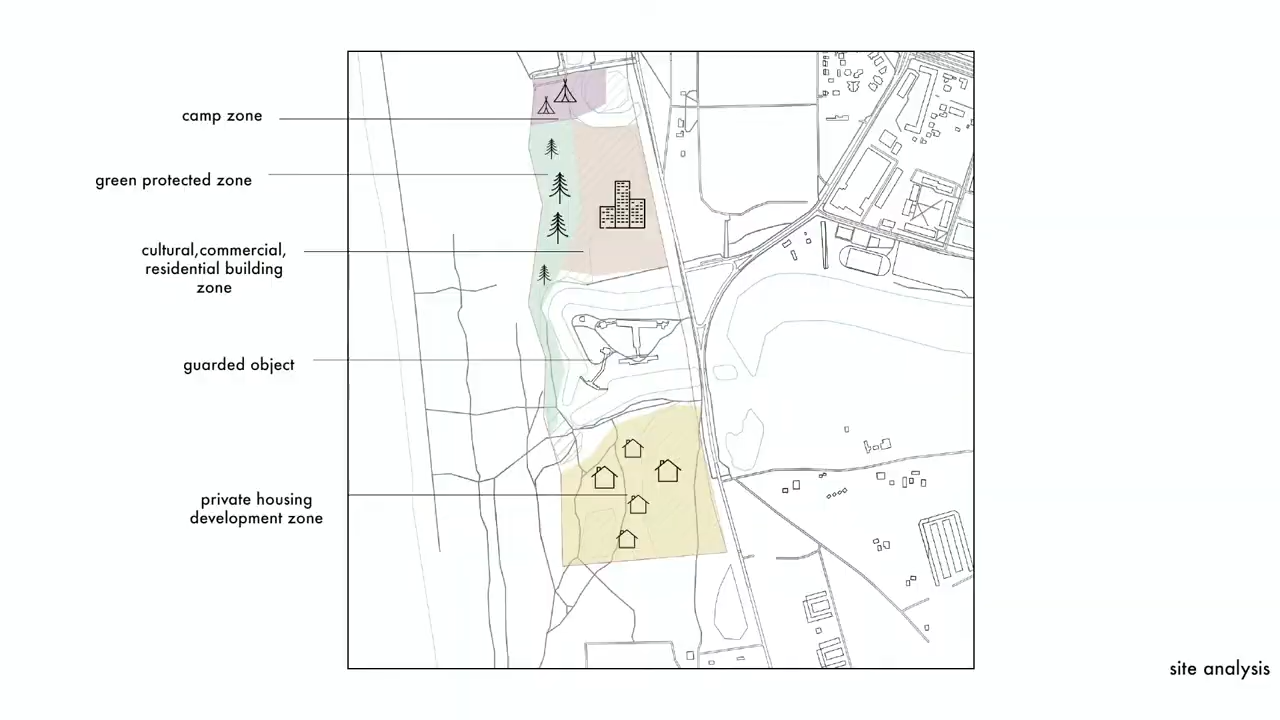 camp zone
green protected zone
cultural,commercial,
residential building
zone
guarded object
private housing
development zone
site analysis